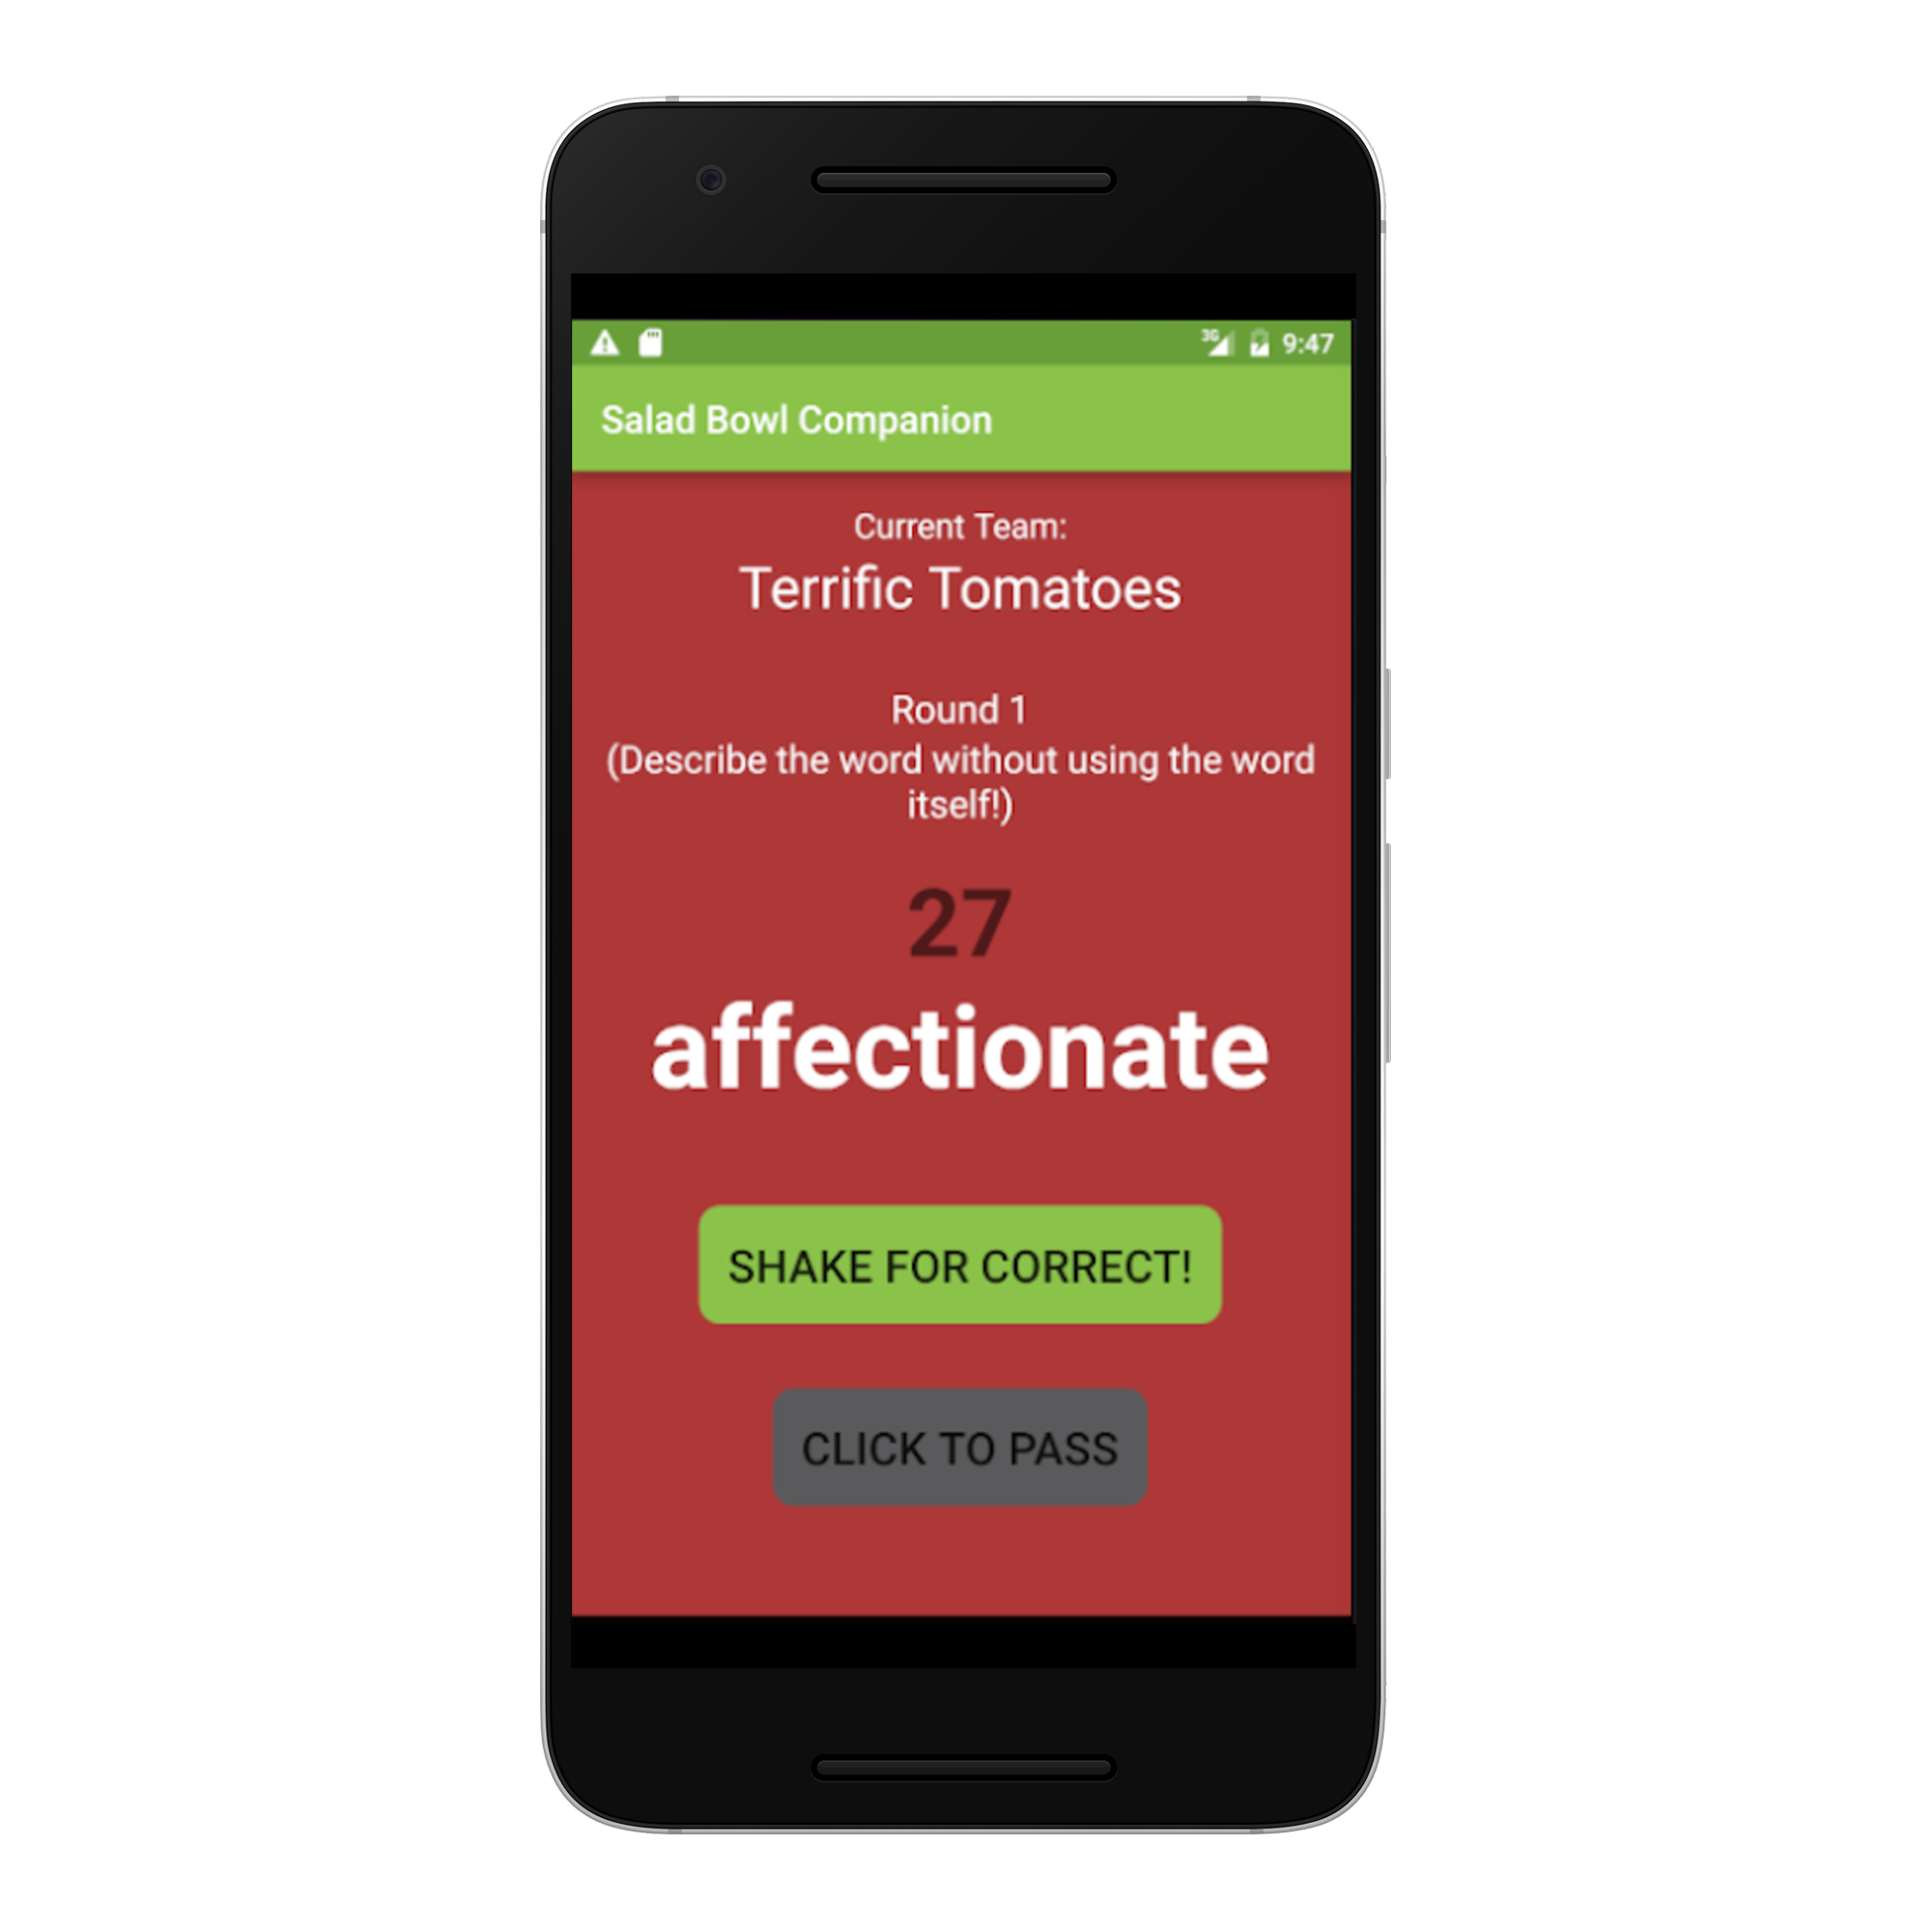 3G 9:47
Salad Bowl Companion
Current Team:
Terrific Tomatoes
Round 1
(Describe the word without using the word
itself!)
27
affectionate
SHAKE FOR CORRECT!
CLICK TO PASS